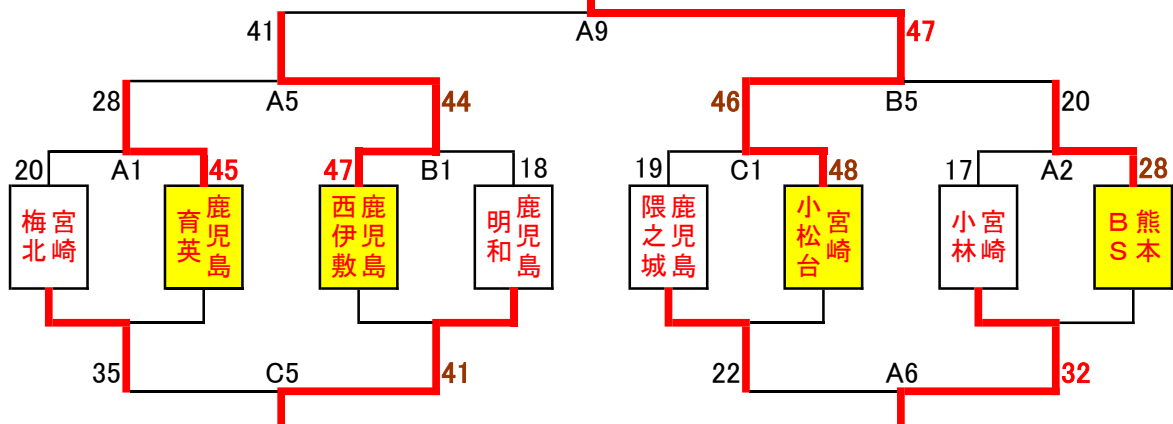 41 A9 47
28 A5 44 46 B5 20
20 A1 45 47 B1 18 19 C1 48 17 A2 28
宮崎
梅北
鹿児島
育英
鹿児島
西伊敷
鹿児島
明和
鹿児島
隈之城
宮崎
小松台
宮崎
小林
熊本
BS
35 C5 41 22 A6 32